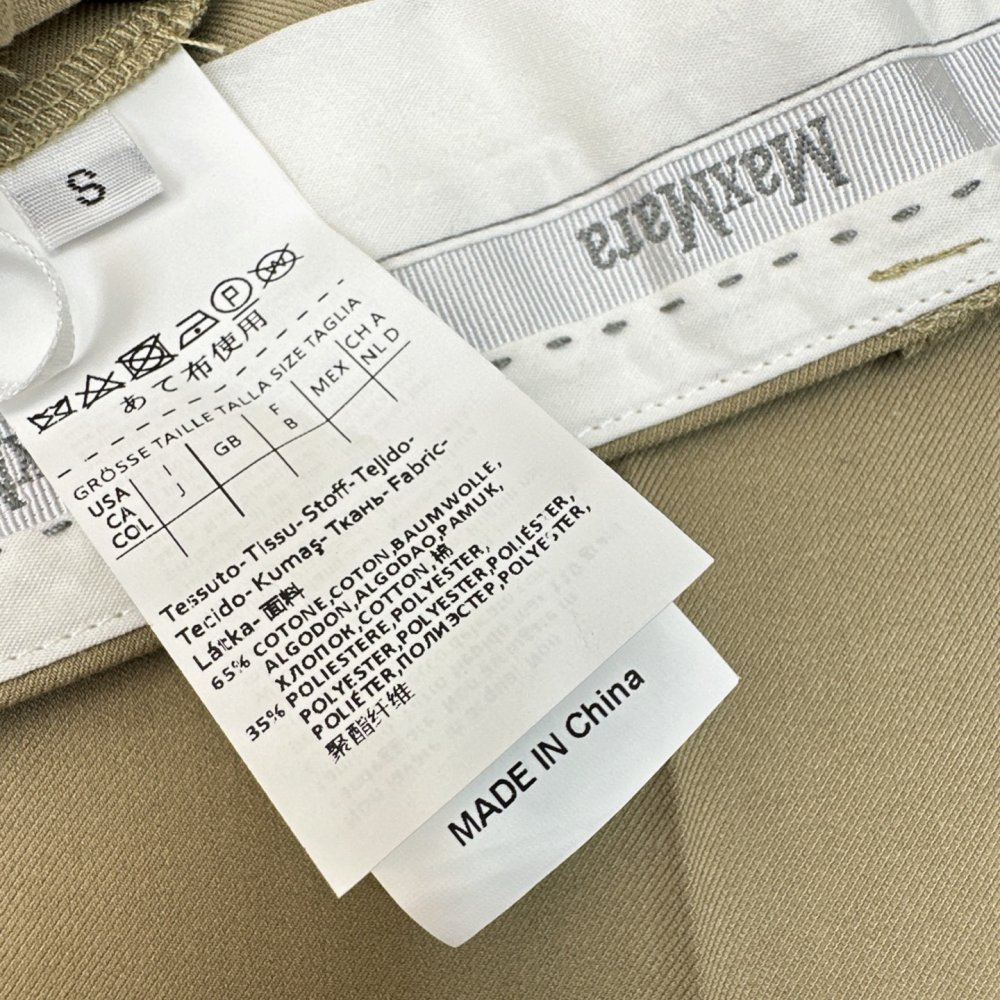 S
MaxMara
あて布使用
GRÖSSE TAILLE TALLA SIZE TAGLIA
USA I GB F MEX CH A
CA J B NL D
COL
Tessuto-Tissu-Stoff-Tejido-
Tecido-Kumaş-Ткань-Fabric-
Látka-面料
65% COTONE,COTON,BAUMWOLLE,
ALGODON,ALGODAO,PAMUK,
ХЛОПОК,COTTON,棉
35% POLIESTERE,POLYESTER,
POLYESTER,POLYESTER,POLIÉSTER,
POLIÉTER,ПОЛИЭСТЕР,POLYESTER,
聚酯纤维
MADE IN China